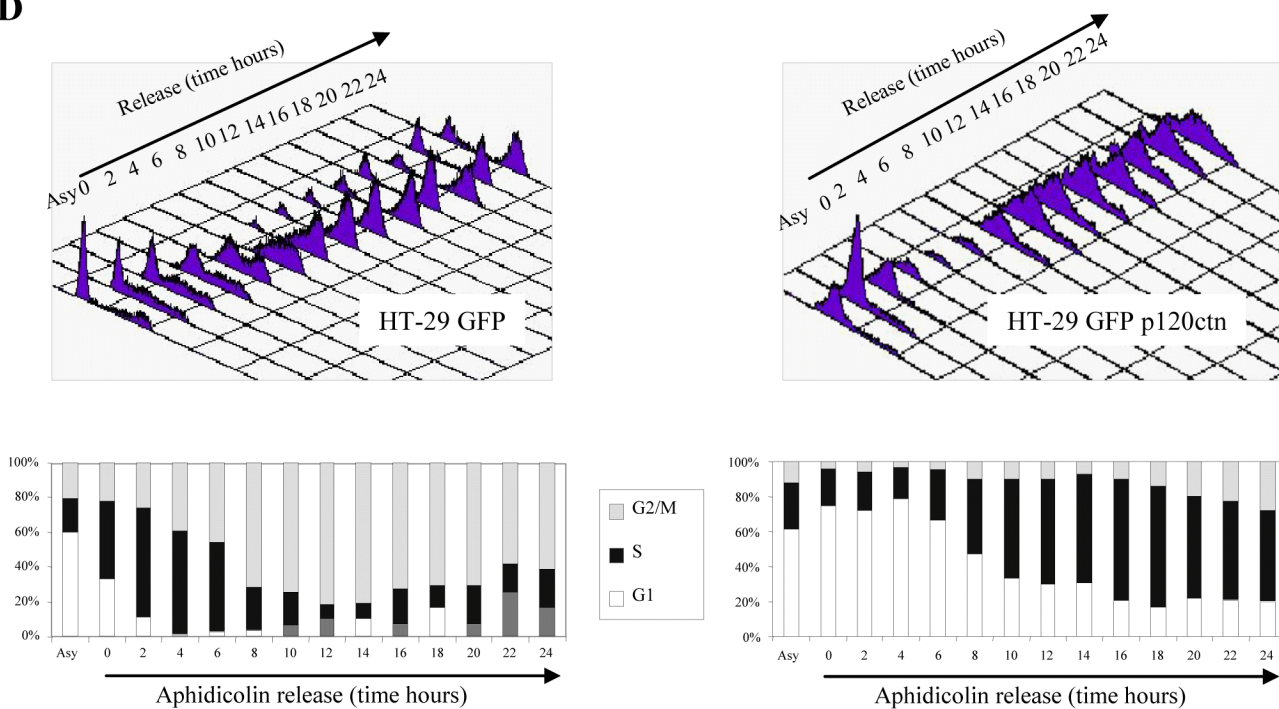 D
Release (time hours)
Asy 0 2 4 6 8 10 12 14 16 18 20 22 24
HT-29 GFP
Release (time hours)
Asy 0 2 4 6 8 10 12 14 16 18 20 22 24
HT-29 GFP p120ctn
100%
80%
60%
40%
20%
0%
Asy 0 2 4 6 8 10 12 14 16 18 20 22 24
Aphidicolin release (time hours)
G2/M
S
G1
100%
80%
60%
40%
20%
0%
Asy 0 2 4 6 8 10 12 14 16 18 20 22 24
Aphidicolin release (time hours)